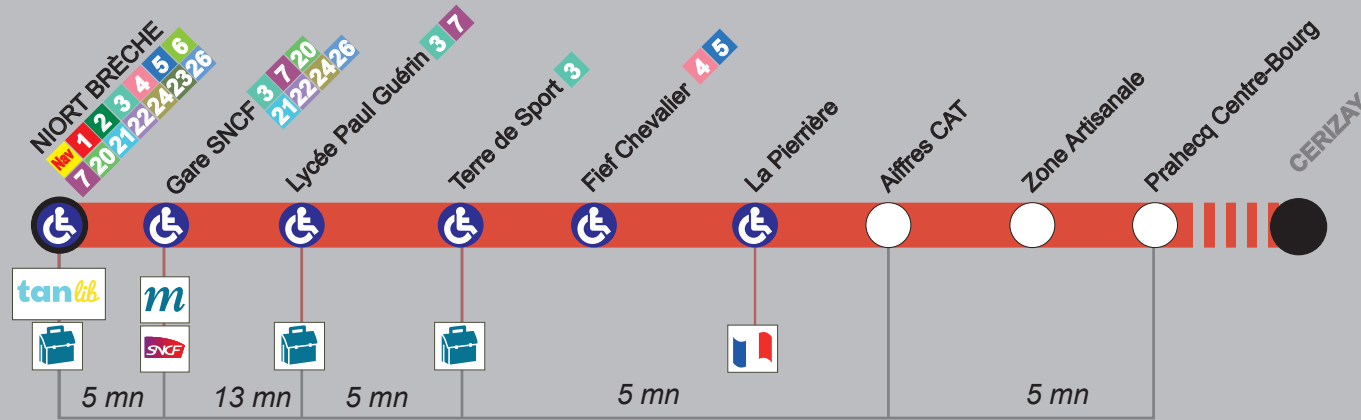 NIORT BRÈCHE
Nav 1 2 3 4 5 6
7 20 21 22 24 23 26
Gare SNCF 3 7 20
21 22 24 26
Lycée Paul Guérin 3 7
Terre de Sport 3
Fief Chevalier 4 5
La Pierrière
Aiffres CAT
Zone Artisanale
Prahecq Centre-Bourg
CERIZAY
tanlib
m
SNCF
5 mn
13 mn
5 mn
5 mn
5 mn